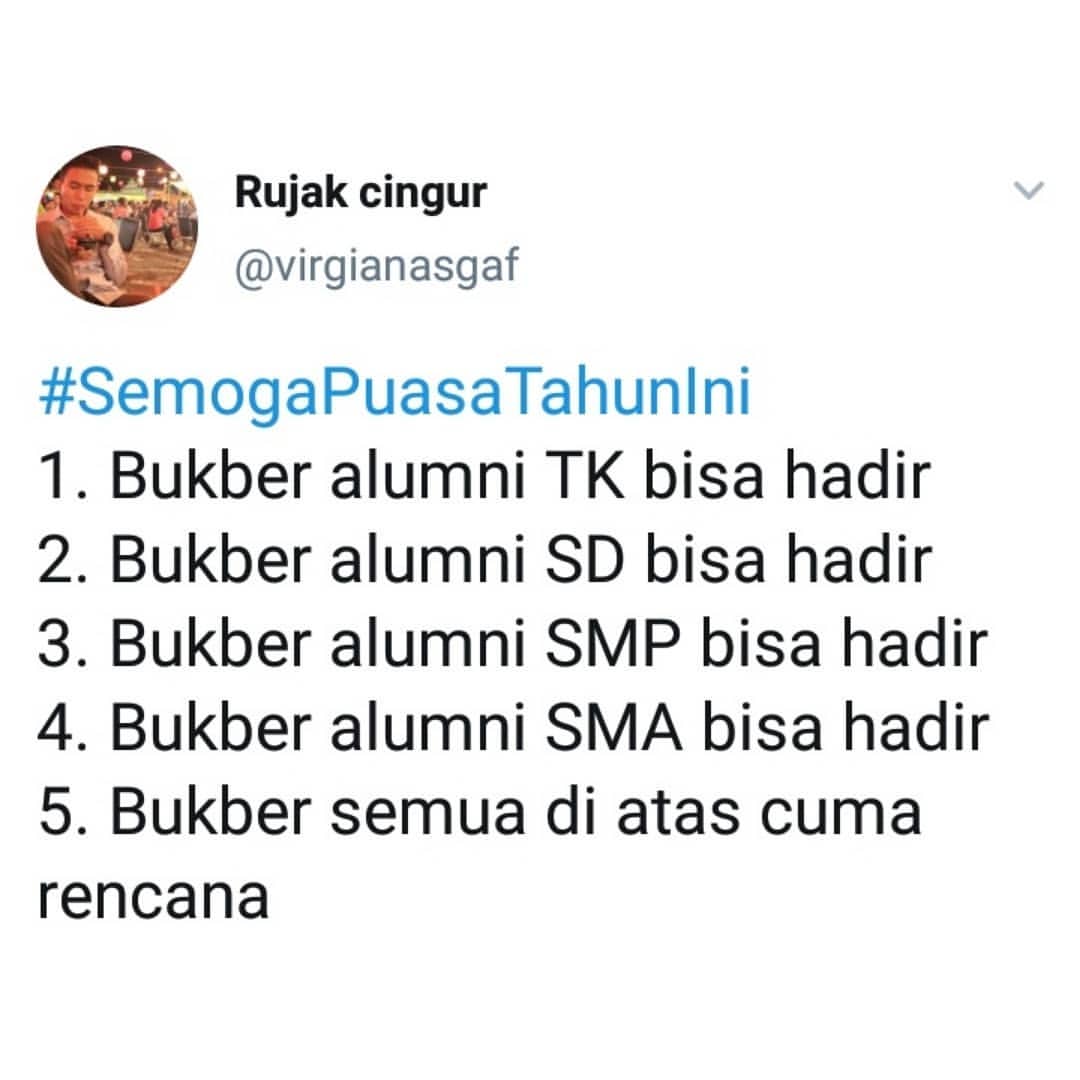 Rujak cingur
@virgianasgaf
#SemogaPuasaTahunIni
1. Bukber alumni TK bisa hadir
2. Bukber alumni SD bisa hadir
3. Bukber alumni SMP bisa hadir
4. Bukber alumni SMA bisa hadir
5. Bukber semua di atas cuma
rencana